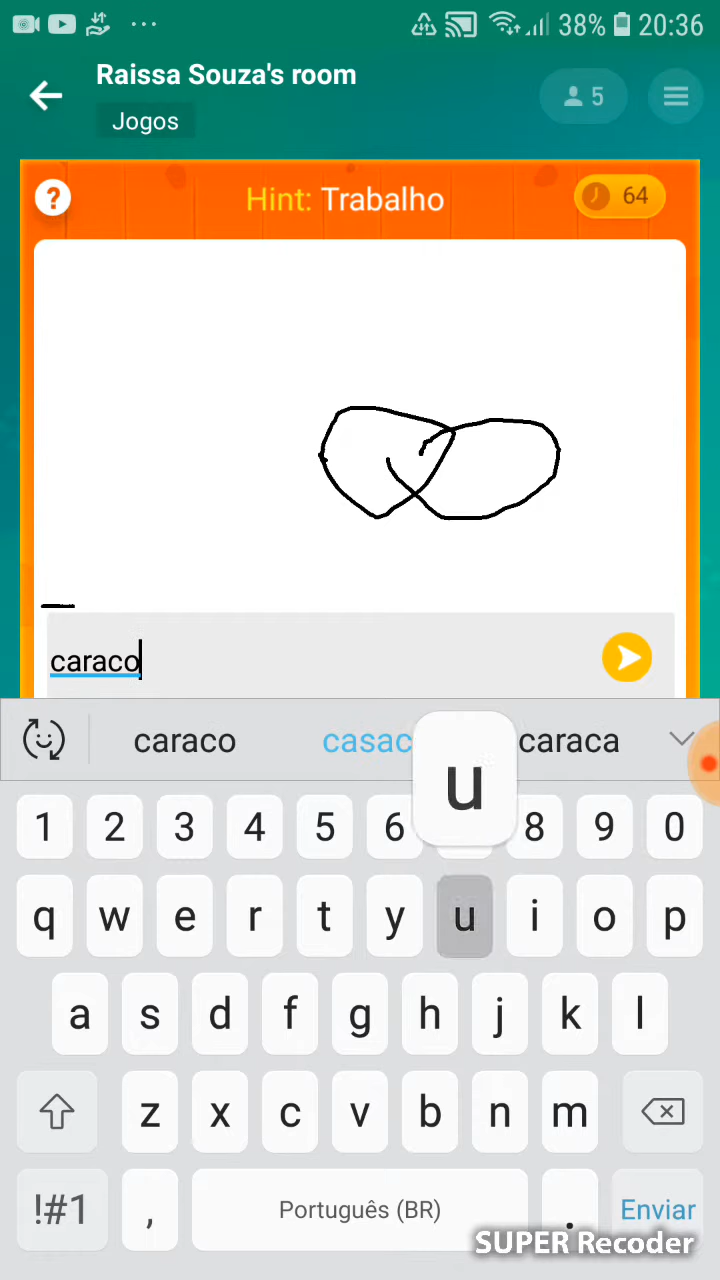 38% 20:36
Raissa Souza's room
5
Jogos
? Hint: Trabalho 64
caraco
caraco casac caraca
u
1 2 3 4 5 6 8 9 0
q w e r t y u i o p
a s d f g h j k l
z x c v b n m
!#1 , Português (BR) . Enviar
SUPER Recoder